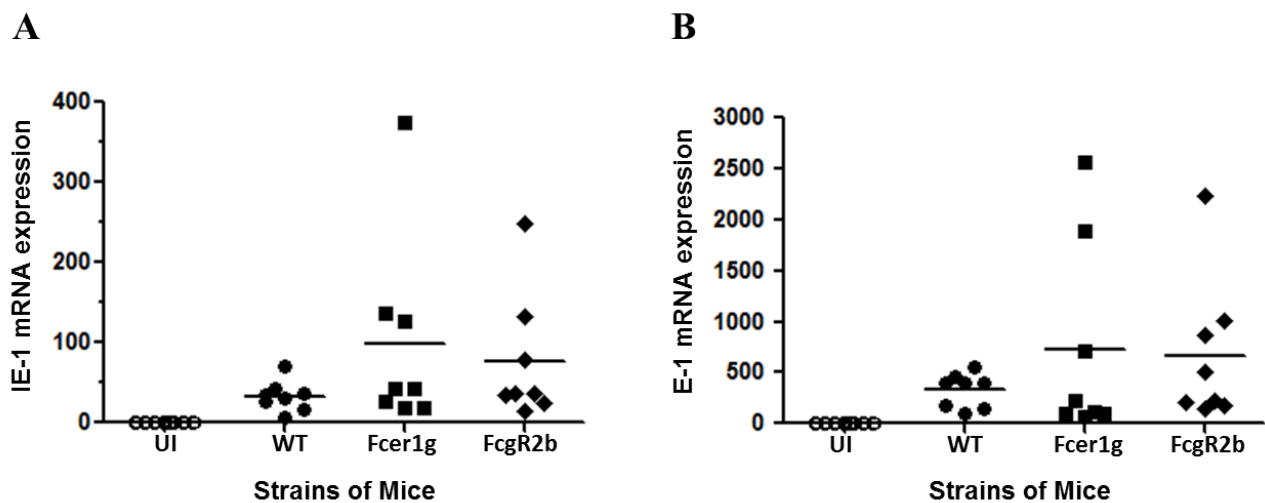 A
IE-1 mRNA expression
400
300
200
100
0
UI WT Fcer1g FcgR2b
Strains of Mice
B
E-1 mRNA expression
3000
2500
2000
1500
1000
500
0
UI WT Fcer1g FcgR2b
Strains of Mice